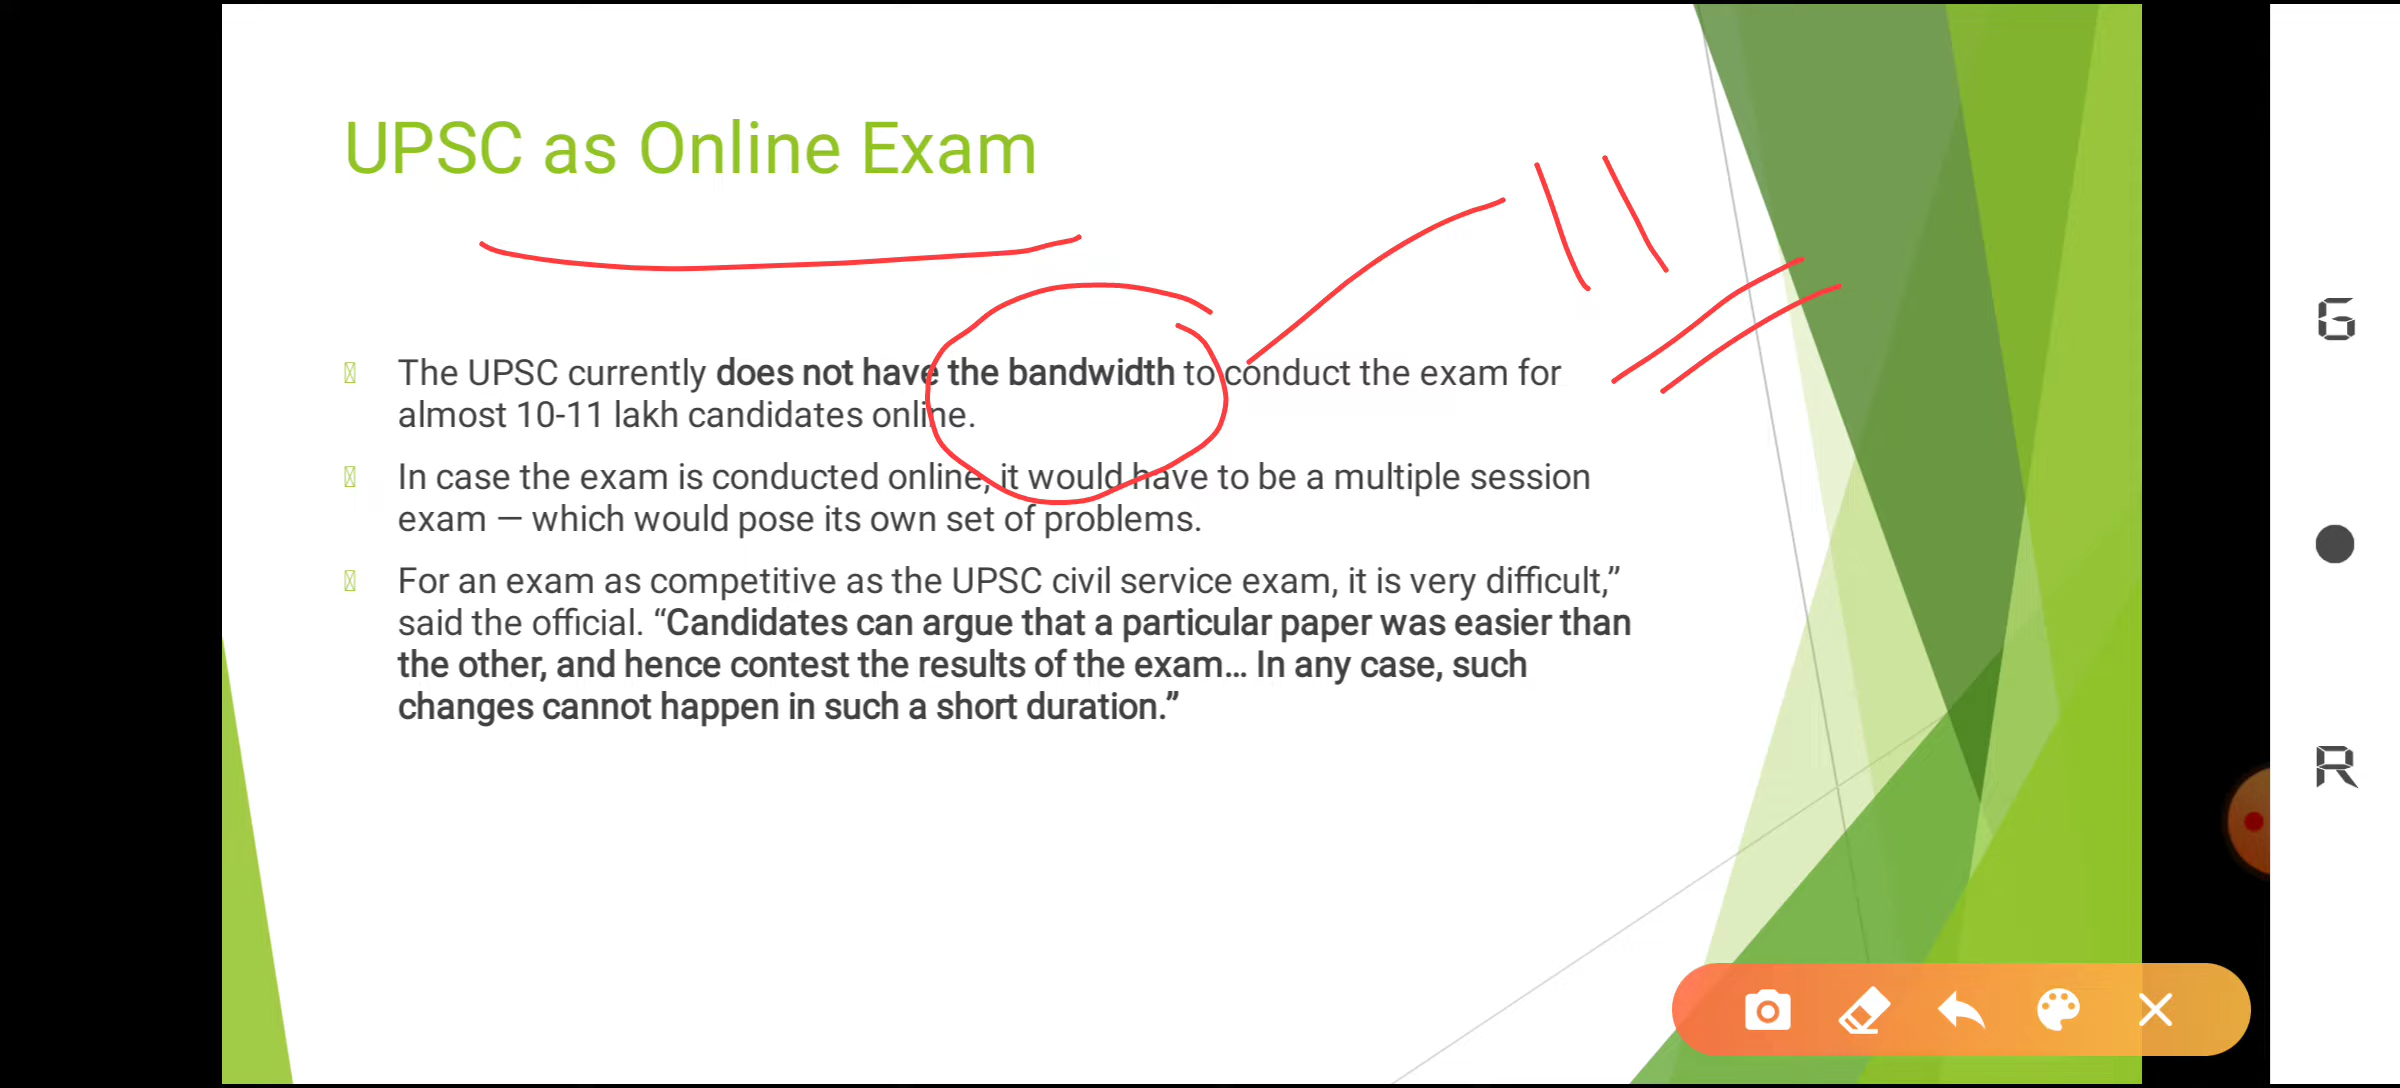 UPSC as Online Exam
The UPSC currently does not have the bandwidth to conduct the exam for
almost 10-11 lakh candidates online.
In case the exam is conducted online, it would have to be a multiple session
exam — which would pose its own set of problems.
For an exam as competitive as the UPSC civil service exam, it is very difficult,”
said the official. “Candidates can argue that a particular paper was easier than
the other, and hence contest the results of the exam… In any case, such
changes cannot happen in such a short duration.”
G
R